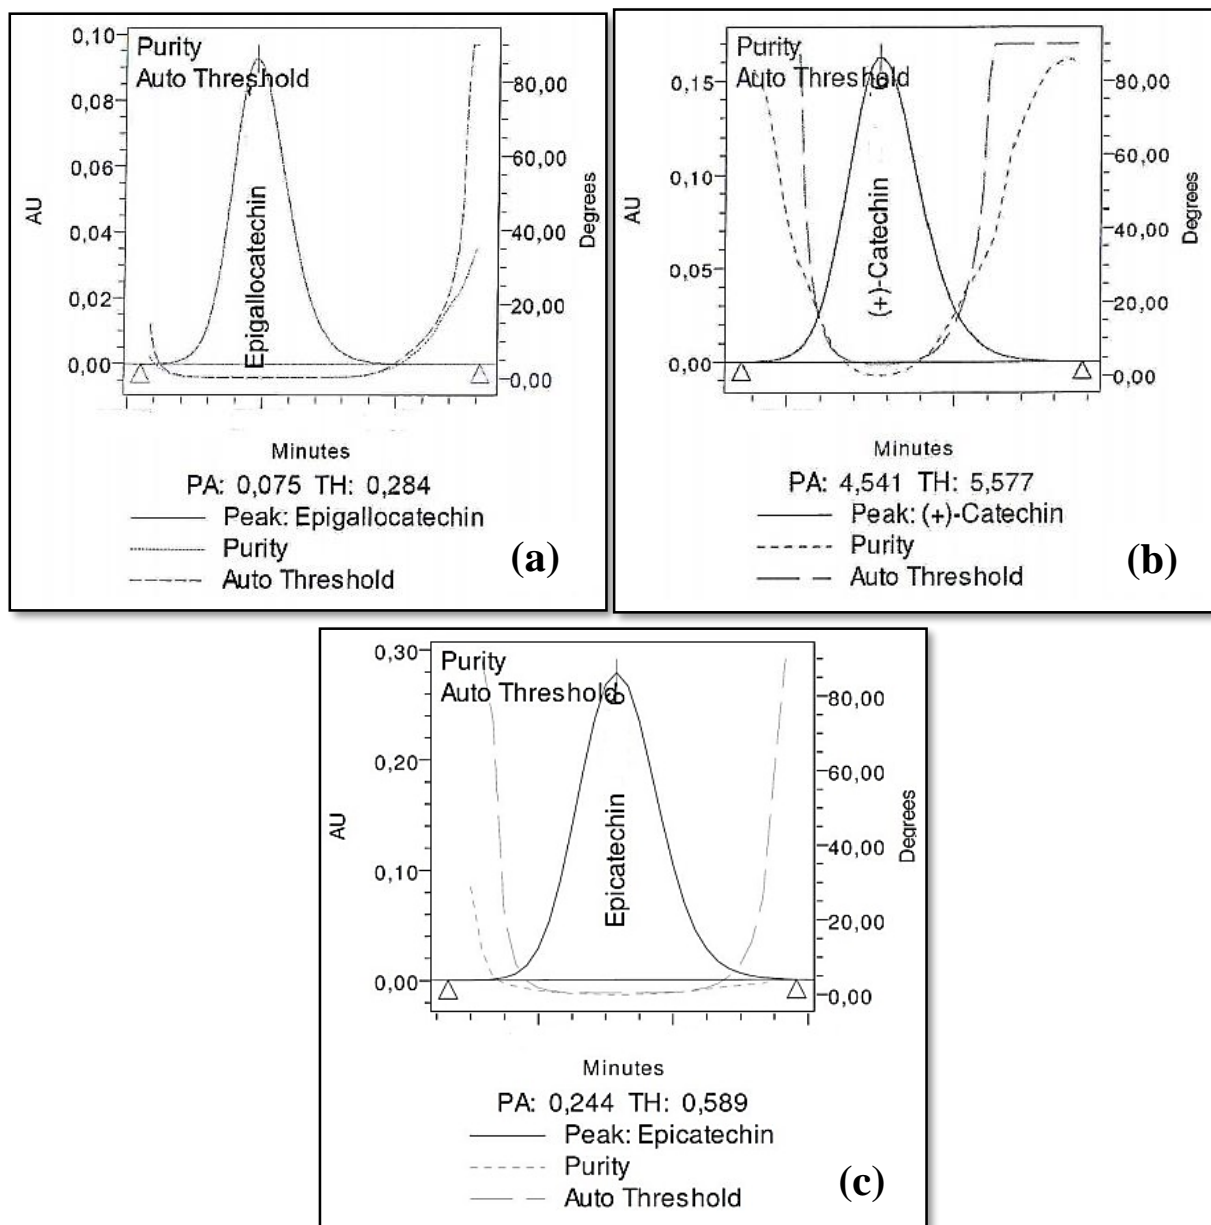 Purity
Auto Threshold
0,10
0,08
0,06
0,04
0,02
0,00
AU
Epigallocatechin
80,00
60,00
40,00
20,00
0,00
Degrees
Minutes
PA: 0,075 TH: 0,284
Peak: Epigallocatechin
Purity
Auto Threshold
(a)
Purity
Auto Threshold
0,15
0,10
0,05
0,00
AU
(+)-Catechin
80,00
60,00
40,00
20,00
0,00
Degrees
Minutes
PA: 4,541 TH: 5,577
Peak: (+)-Catechin
Purity
Auto Threshold
(b)
Purity
Auto Threshold
0,30
0,20
0,10
0,00
AU
Epicatechin
80,00
60,00
40,00
20,00
0,00
Degrees
Minutes
PA: 0,244 TH: 0,589
Peak: Epicatechin
Purity
Auto Threshold
(c)